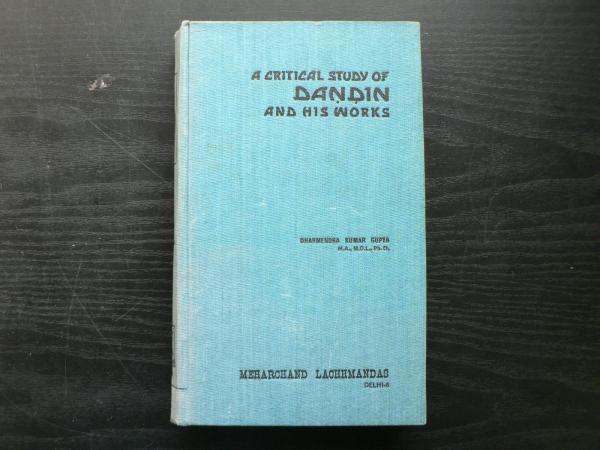 A CRITICAL STUDY OF
DAṆḌIN
AND HIS WORKS
DHARMENDRA KUMAR GUPTA
M.A., M.O.L., Ph.D.
MEHARCHAND LACHHMANDAS
DELHI-6